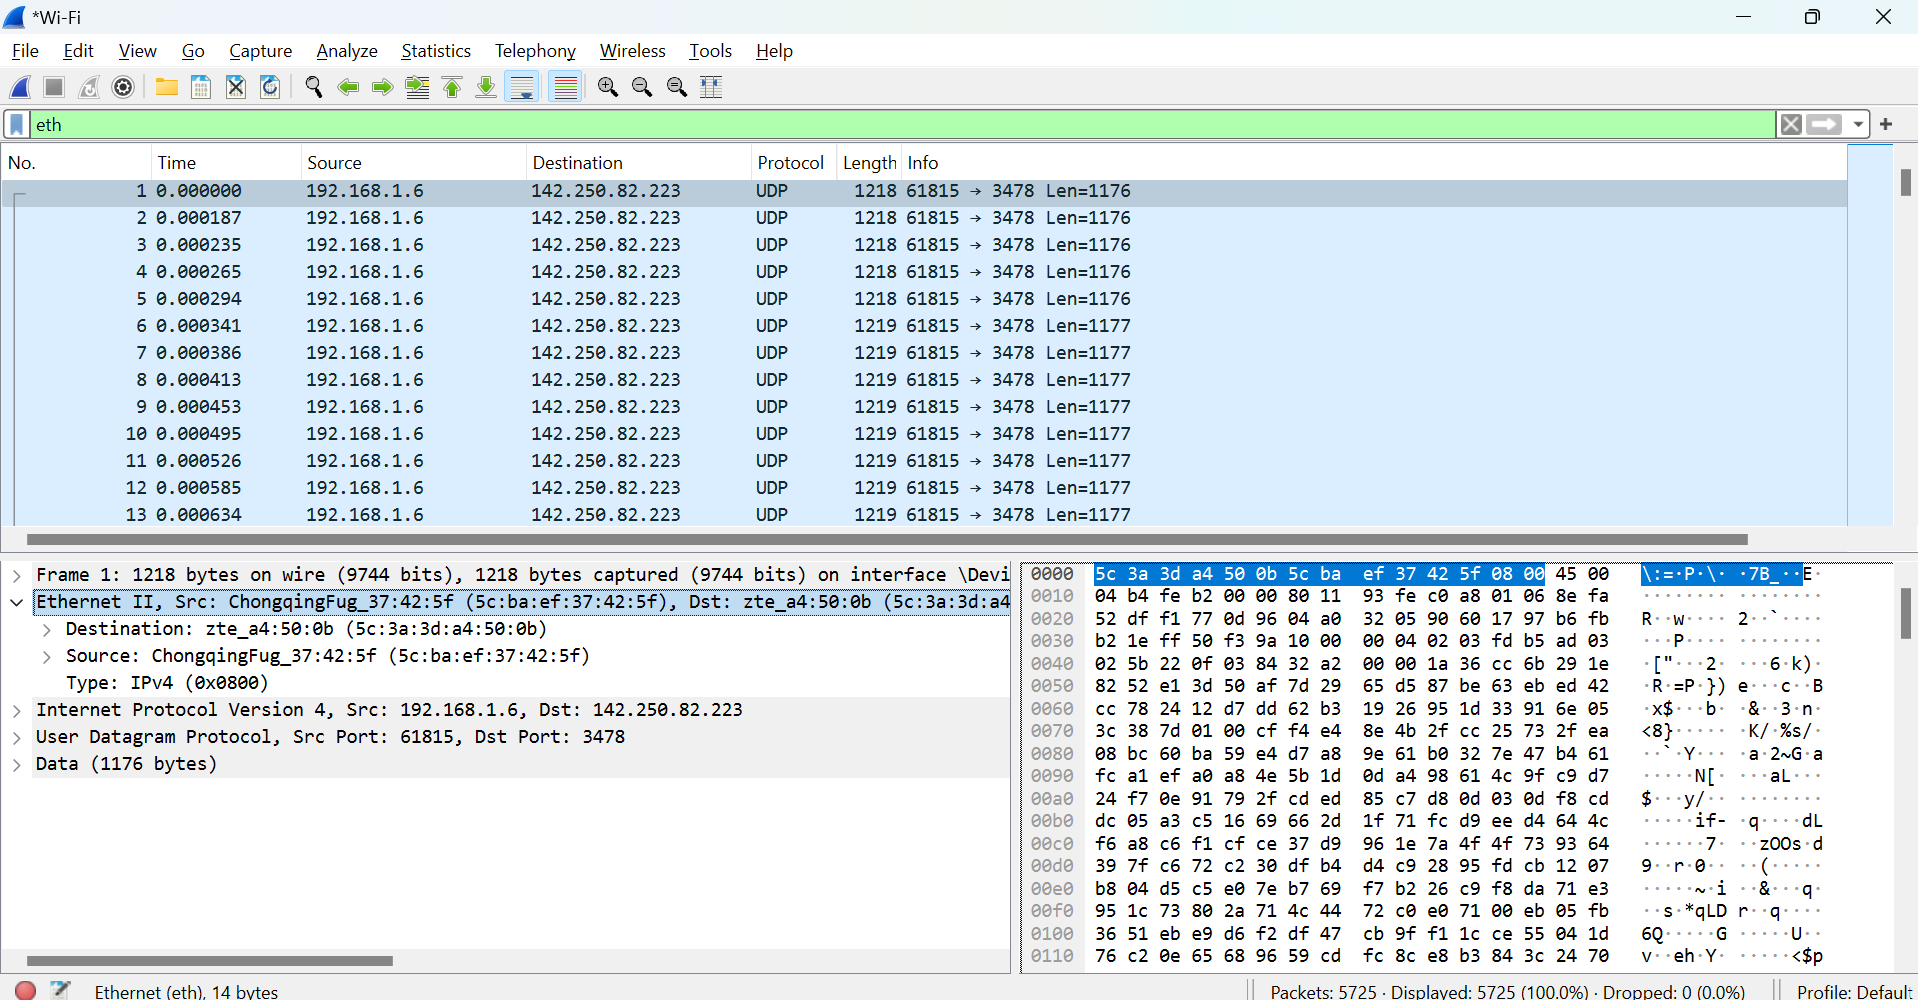 *Wi-Fi
File Edit View Go Capture Analyze Statistics Telephony Wireless Tools Help
eth
No. Time Source Destination Protocol Length Info
1 0.000000 192.168.1.6 142.250.82.223 UDP 1218 61815 → 3478 Len=1176
2 0.000187 192.168.1.6 142.250.82.223 UDP 1218 61815 → 3478 Len=1176
3 0.000235 192.168.1.6 142.250.82.223 UDP 1218 61815 → 3478 Len=1176
4 0.000265 192.168.1.6 142.250.82.223 UDP 1218 61815 → 3478 Len=1176
5 0.000294 192.168.1.6 142.250.82.223 UDP 1218 61815 → 3478 Len=1176
6 0.000341 192.168.1.6 142.250.82.223 UDP 1219 61815 → 3478 Len=1177
7 0.000386 192.168.1.6 142.250.82.223 UDP 1219 61815 → 3478 Len=1177
8 0.000413 192.168.1.6 142.250.82.223 UDP 1219 61815 → 3478 Len=1177
9 0.000453 192.168.1.6 142.250.82.223 UDP 1219 61815 → 3478 Len=1177
10 0.000495 192.168.1.6 142.250.82.223 UDP 1219 61815 → 3478 Len=1177
11 0.000526 192.168.1.6 142.250.82.223 UDP 1219 61815 → 3478 Len=1177
12 0.000585 192.168.1.6 142.250.82.223 UDP 1219 61815 → 3478 Len=1177
13 0.000634 192.168.1.6 142.250.82.223 UDP 1219 61815 → 3478 Len=1177
Frame 1: 1218 bytes on wire (9744 bits), 1218 bytes captured (9744 bits) on interface \Devi
Ethernet II, Src: ChongqingFug_37:42:5f (5c:ba:ef:37:42:5f), Dst: zte_a4:50:0b (5c:3a:3d:a4
Destination: zte_a4:50:0b (5c:3a:3d:a4:50:0b)
Source: ChongqingFug_37:42:5f (5c:ba:ef:37:42:5f)
Type: IPv4 (0x0800)
Internet Protocol Version 4, Src: 192.168.1.6, Dst: 142.250.82.223
User Datagram Protocol, Src Port: 61815, Dst Port: 3478
Data (1176 bytes)
0000 5c 3a 3d a4 50 0b 5c ba ef 37 42 5f 08 00 45 00 \:=·P·\· ·7B_··E·
0010 04 b4 fe b2 00 00 80 11 93 fe c0 a8 01 06 8e fa ········ ········
0020 52 df f1 77 0d 96 04 a0 32 05 90 60 17 97 b6 fb R··w···· 2··`····
0030 b2 1e ff 50 f3 9a 10 00 00 04 02 03 fd b5 ad 03 ···P···· ········
0040 02 5b 22 0f 03 84 32 a2 00 00 1a 36 cc 6b 29 1e ·["···2· ···6·k)·
0050 82 52 e1 3d 50 af 7d 29 65 d5 87 be 63 eb ed 42 ·R·=P·}) e···c··B
0060 cc 78 24 12 d7 dd 62 b3 19 26 95 1d 33 91 6e 05 ·x$···b· ·&··3·n·
0070 3c 38 7d 01 00 cf f4 e4 8e 4b 2f cc 25 73 2f ea <8}····· ·K/·%s/·
0080 08 bc 60 ba 59 e4 d7 a8 9e 61 b0 32 7e 47 b4 61 ··`·Y··· ·a·2~G·a
0090 fc a1 ef a0 a8 4e 5b 1d 0d a4 98 61 4c 9f c9 d7 ·····N[· ···aL···
00a0 24 f7 0e 91 79 2f cd ed 85 c7 d8 0d 03 0d f8 cd $···y/·· ········
00b0 dc 05 a3 c5 16 69 66 2d 1f 71 fc d9 ee d4 64 4c ·····if- ·q····dL
00c0 f6 a8 c6 f1 cf ce 37 d9 96 1e 7a 4f 4f 73 93 64 ······7· ··zOOs·d
00d0 39 7f c6 72 c2 30 df b4 d4 c9 28 95 fd cb 12 07 9··r·0·· ··(·····
00e0 b8 04 d5 c5 e0 7e b7 69 f7 b2 26 c9 f8 da 71 e3 ·····~·i ··&···q·
00f0 95 1c 73 80 2a 71 4c 44 72 c0 e0 71 00 eb 05 fb ··s·*qLD r··q····
0100 36 51 eb e9 d6 f2 df 47 cb 9f f1 1c ce 55 04 1d 6Q·····G ·····U··
0110 76 c2 0e 65 68 96 59 cd fc 8c e8 b3 84 3c 24 70 v··eh·Y· ·····<$p
Ethernet (eth), 14 bytes Packets: 5725 · Displayed: 5725 (100.0%) · Dropped: 0 (0.0%) Profile: Default